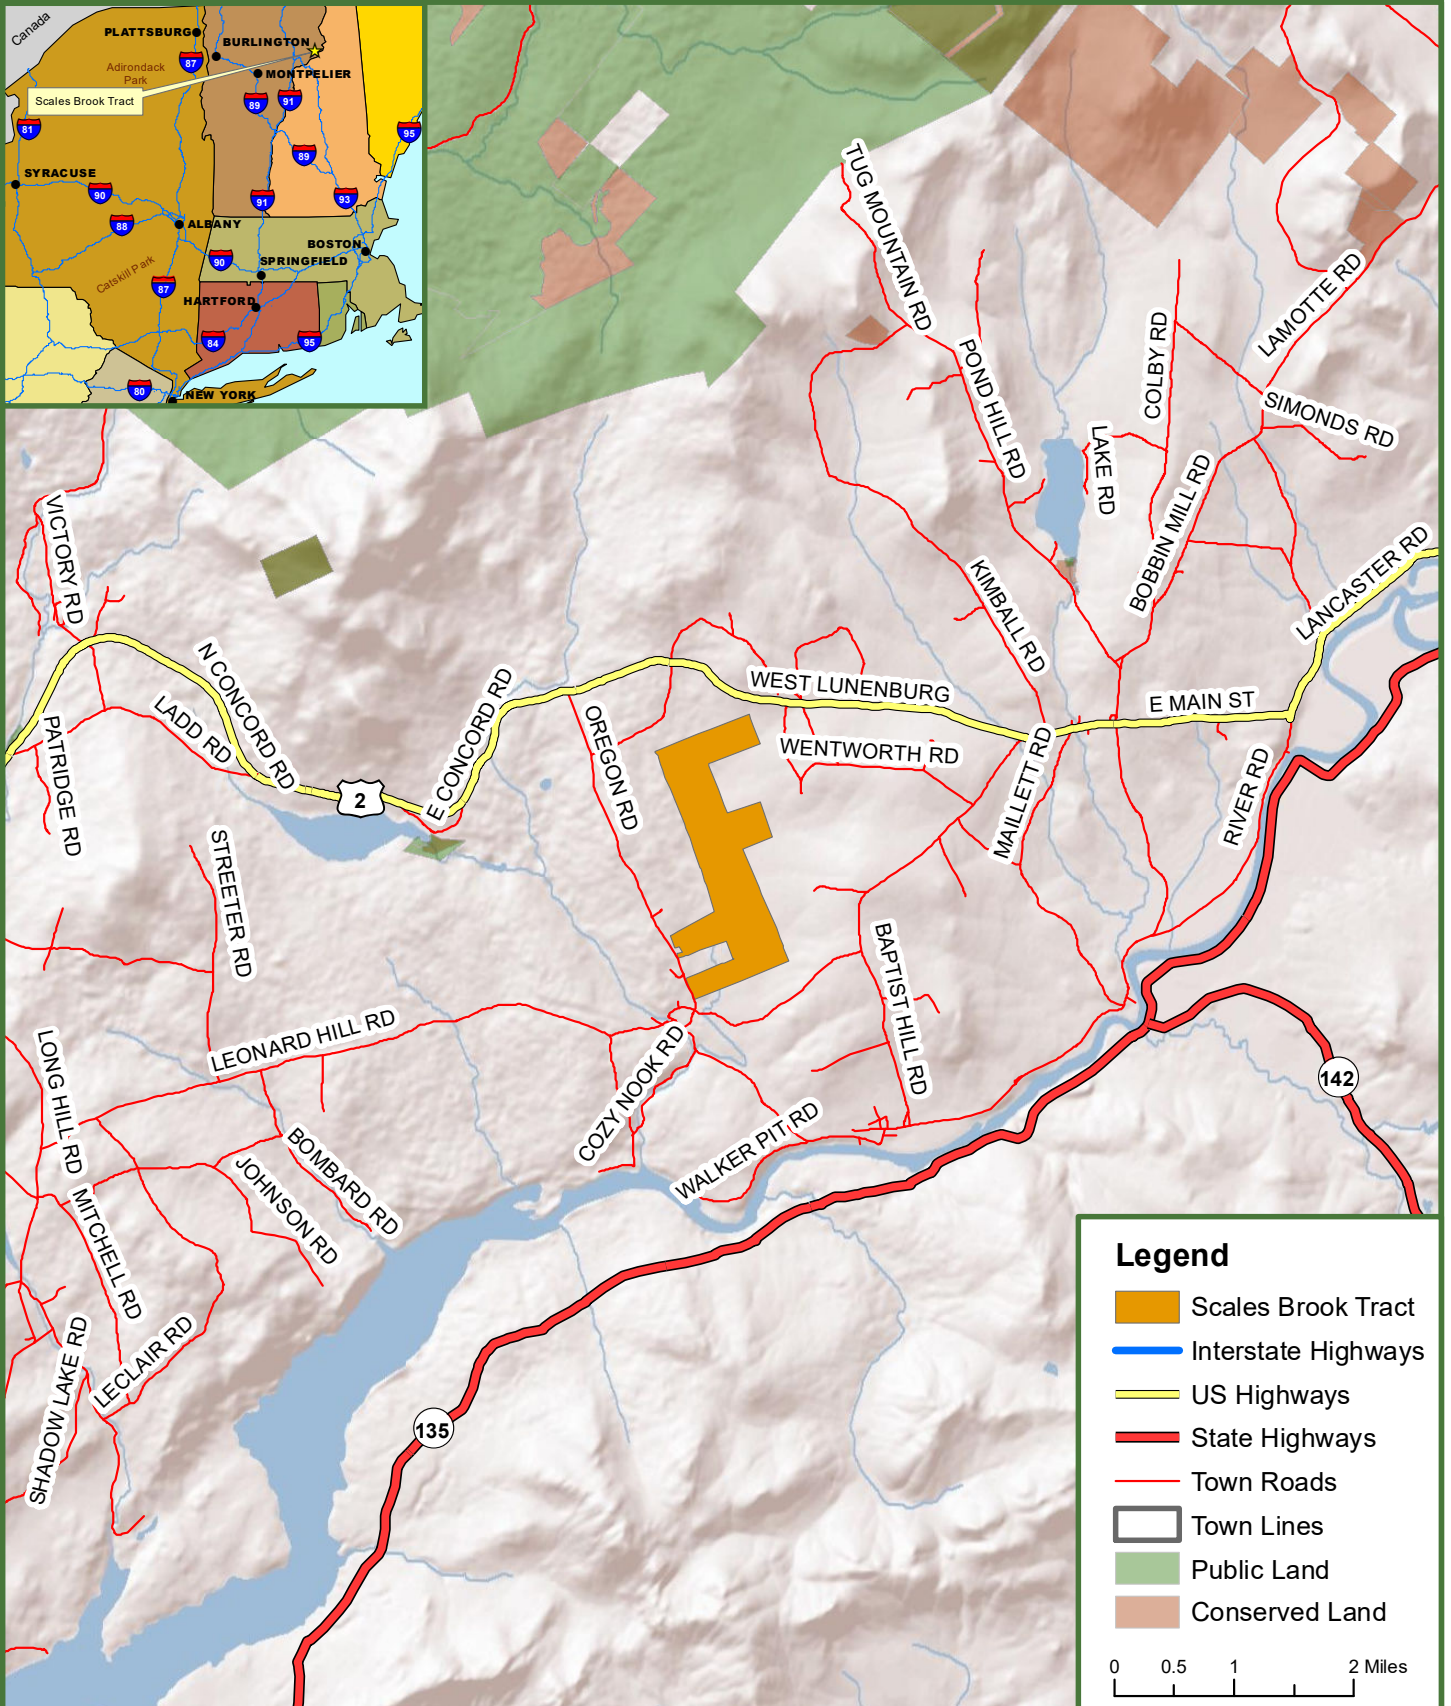 Canada
PLATTSBURG
BURLINGTON
87
Adirondack
Park
MONTPELIER
Scales Brook Tract
89
91
81
95
89
SYRACUSE
90
91
93
88
ALBANY
BOSTON
90
SPRINGFIELD
Catskill Park
87
HARTFORD
84
95
80
NEW YORK
TUG MOUNTAIN RD
LAMOTTE RD
POND HILL RD
COLBY RD
SIMONDS RD
LAKE RD
BOBBIN MILL RD
VICTORY RD
KIMBALL RD
LANCASTER RD
N CONCORD RD
E CONCORD RD
WEST LUNENBURG
E MAIN ST
LADD RD
PATRIDGE RD
OREGON RD
WENTWORTH RD
MAILLETT RD
RIVER RD
2
STREETER RD
BAPTIST HILL RD
LEONARD HILL RD
LONG HILL RD
COZY NOOK RD
142
WALKER PIT RD
BOMBARD RD
JOHNSON RD
MITCHELL RD
SHADOW LAKE RD
LECLAIR RD
135
Legend
Scales Brook Tract
Interstate Highways
US Highways
State Highways
Town Roads
Town Lines
Public Land
Conserved Land
0 0.5 1 2 Miles